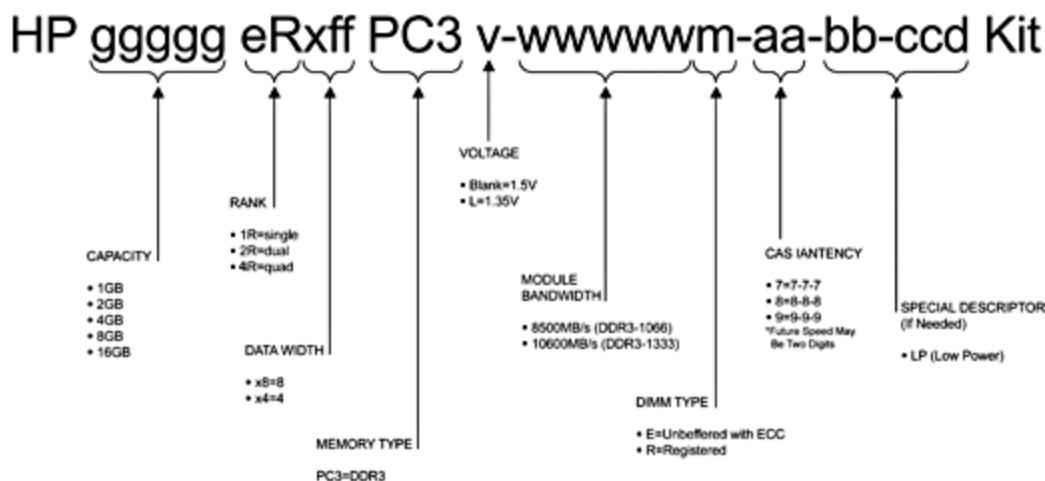 HP ggggg eRxff PC3 v-wwwwwm-aa-bb-ccd Kit
VOLTAGE
• Blank=1.5V
• L=1.35V
RANK
• 1R=single
• 2R=dual
• 4R=quad
CAPACITY
• 1GB
• 2GB
• 4GB
• 8GB
• 16GB
CAS IANTENCY
• 7=7-7-7
• 8=8-8-8
• 9=9-9-9
*Future Speed May
Be Two Digits
MODULE
BANDWIDTH
• 8500MB/s (DDR3-1066)
• 10600MB/s (DDR3-1333)
SPECIAL DESCRIPTOR
(If Needed)
• LP (Low Power)
DATA WIDTH
• x8=8
• x4=4
DIMM TYPE
• E=Unbeffered with ECC
• R=Registered
MEMORY TYPE
PC3=DDR3